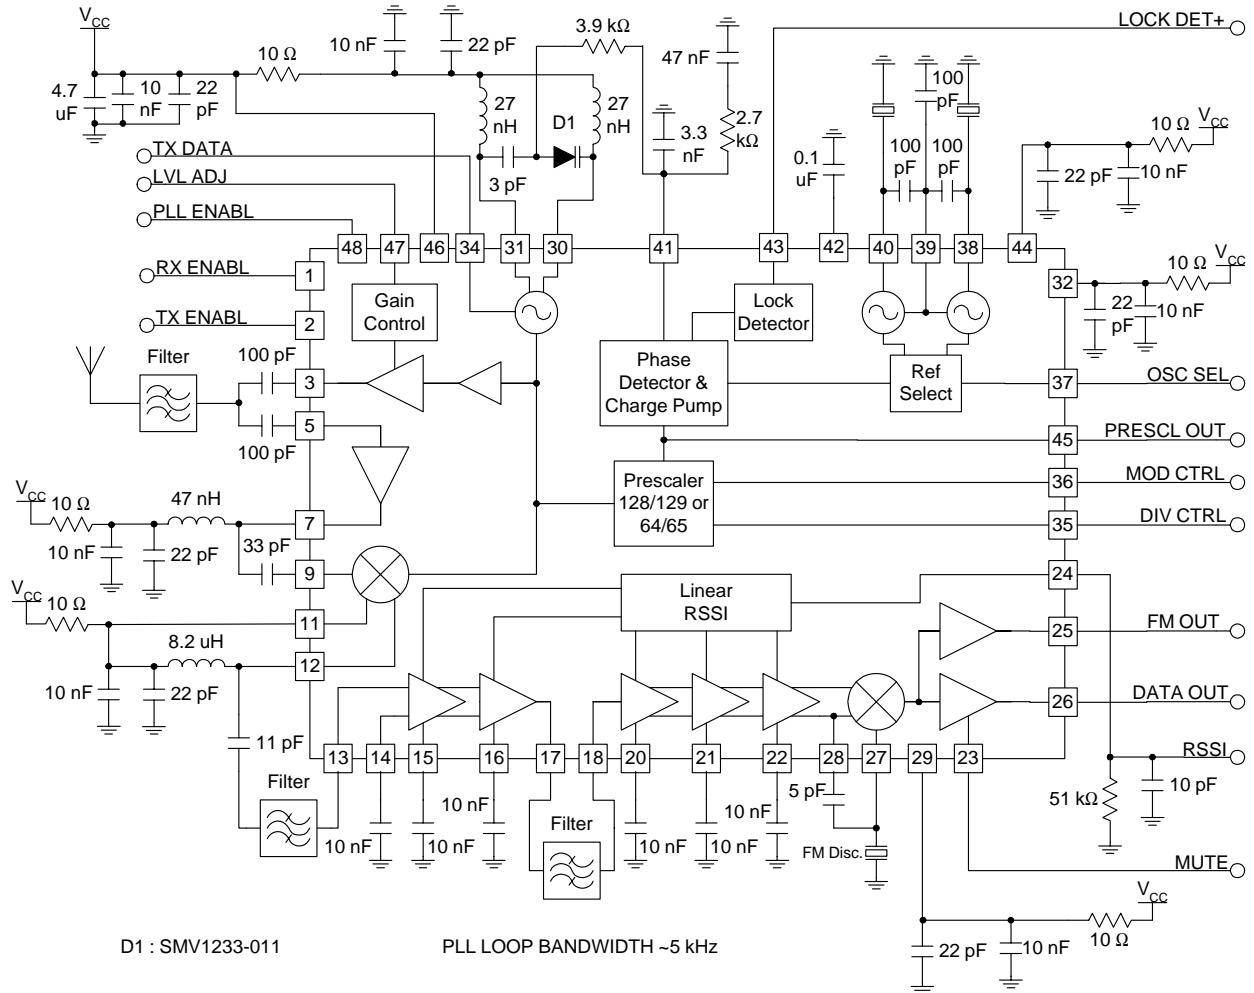 VCC
10 Ω
10 nF
22 pF
3.9 kΩ
47 nF
LOCK DET+
4.7 uF
10 nF
22 pF
27 nH
D1
27 nH
3.3 nF
2.7 kΩ
100 pF
10 Ω
VCC
TX DATA
3 pF
0.1 uF
100 pF
100 pF
22 pF
10 nF
LVL ADJ
PLL ENABL
48
47
46
34
31
30
41
43
42
40
39
38
44
RX ENABL
1
Gain Control
Lock Detector
32
10 Ω
VCC
22 pF
10 nF
TX ENABL
2
Filter
100 pF
3
Phase Detector & Charge Pump
Ref Select
37
OSC SEL
5
100 pF
45
PRESCL OUT
Prescaler 128/129 or 64/65
36
MOD CTRL
35
DIV CTRL
VCC
10 Ω
47 nH
7
10 nF
22 pF
33 pF
9
24
VCC
10 Ω
Linear RSSI
11
25
FM OUT
8.2 uH
12
10 nF
22 pF
26
DATA OUT
11 pF
13
14
15
16
17
18
20
21
22
28
27
29
23
RSSI
Filter
10 nF
10 nF
10 nF
Filter
10 nF
10 nF
10 nF
5 pF
FM Disc.
51 kΩ
10 pF
MUTE
VCC
10 Ω
22 pF
10 nF
D1 : SMV1233-011
PLL LOOP BANDWIDTH ~5 kHz